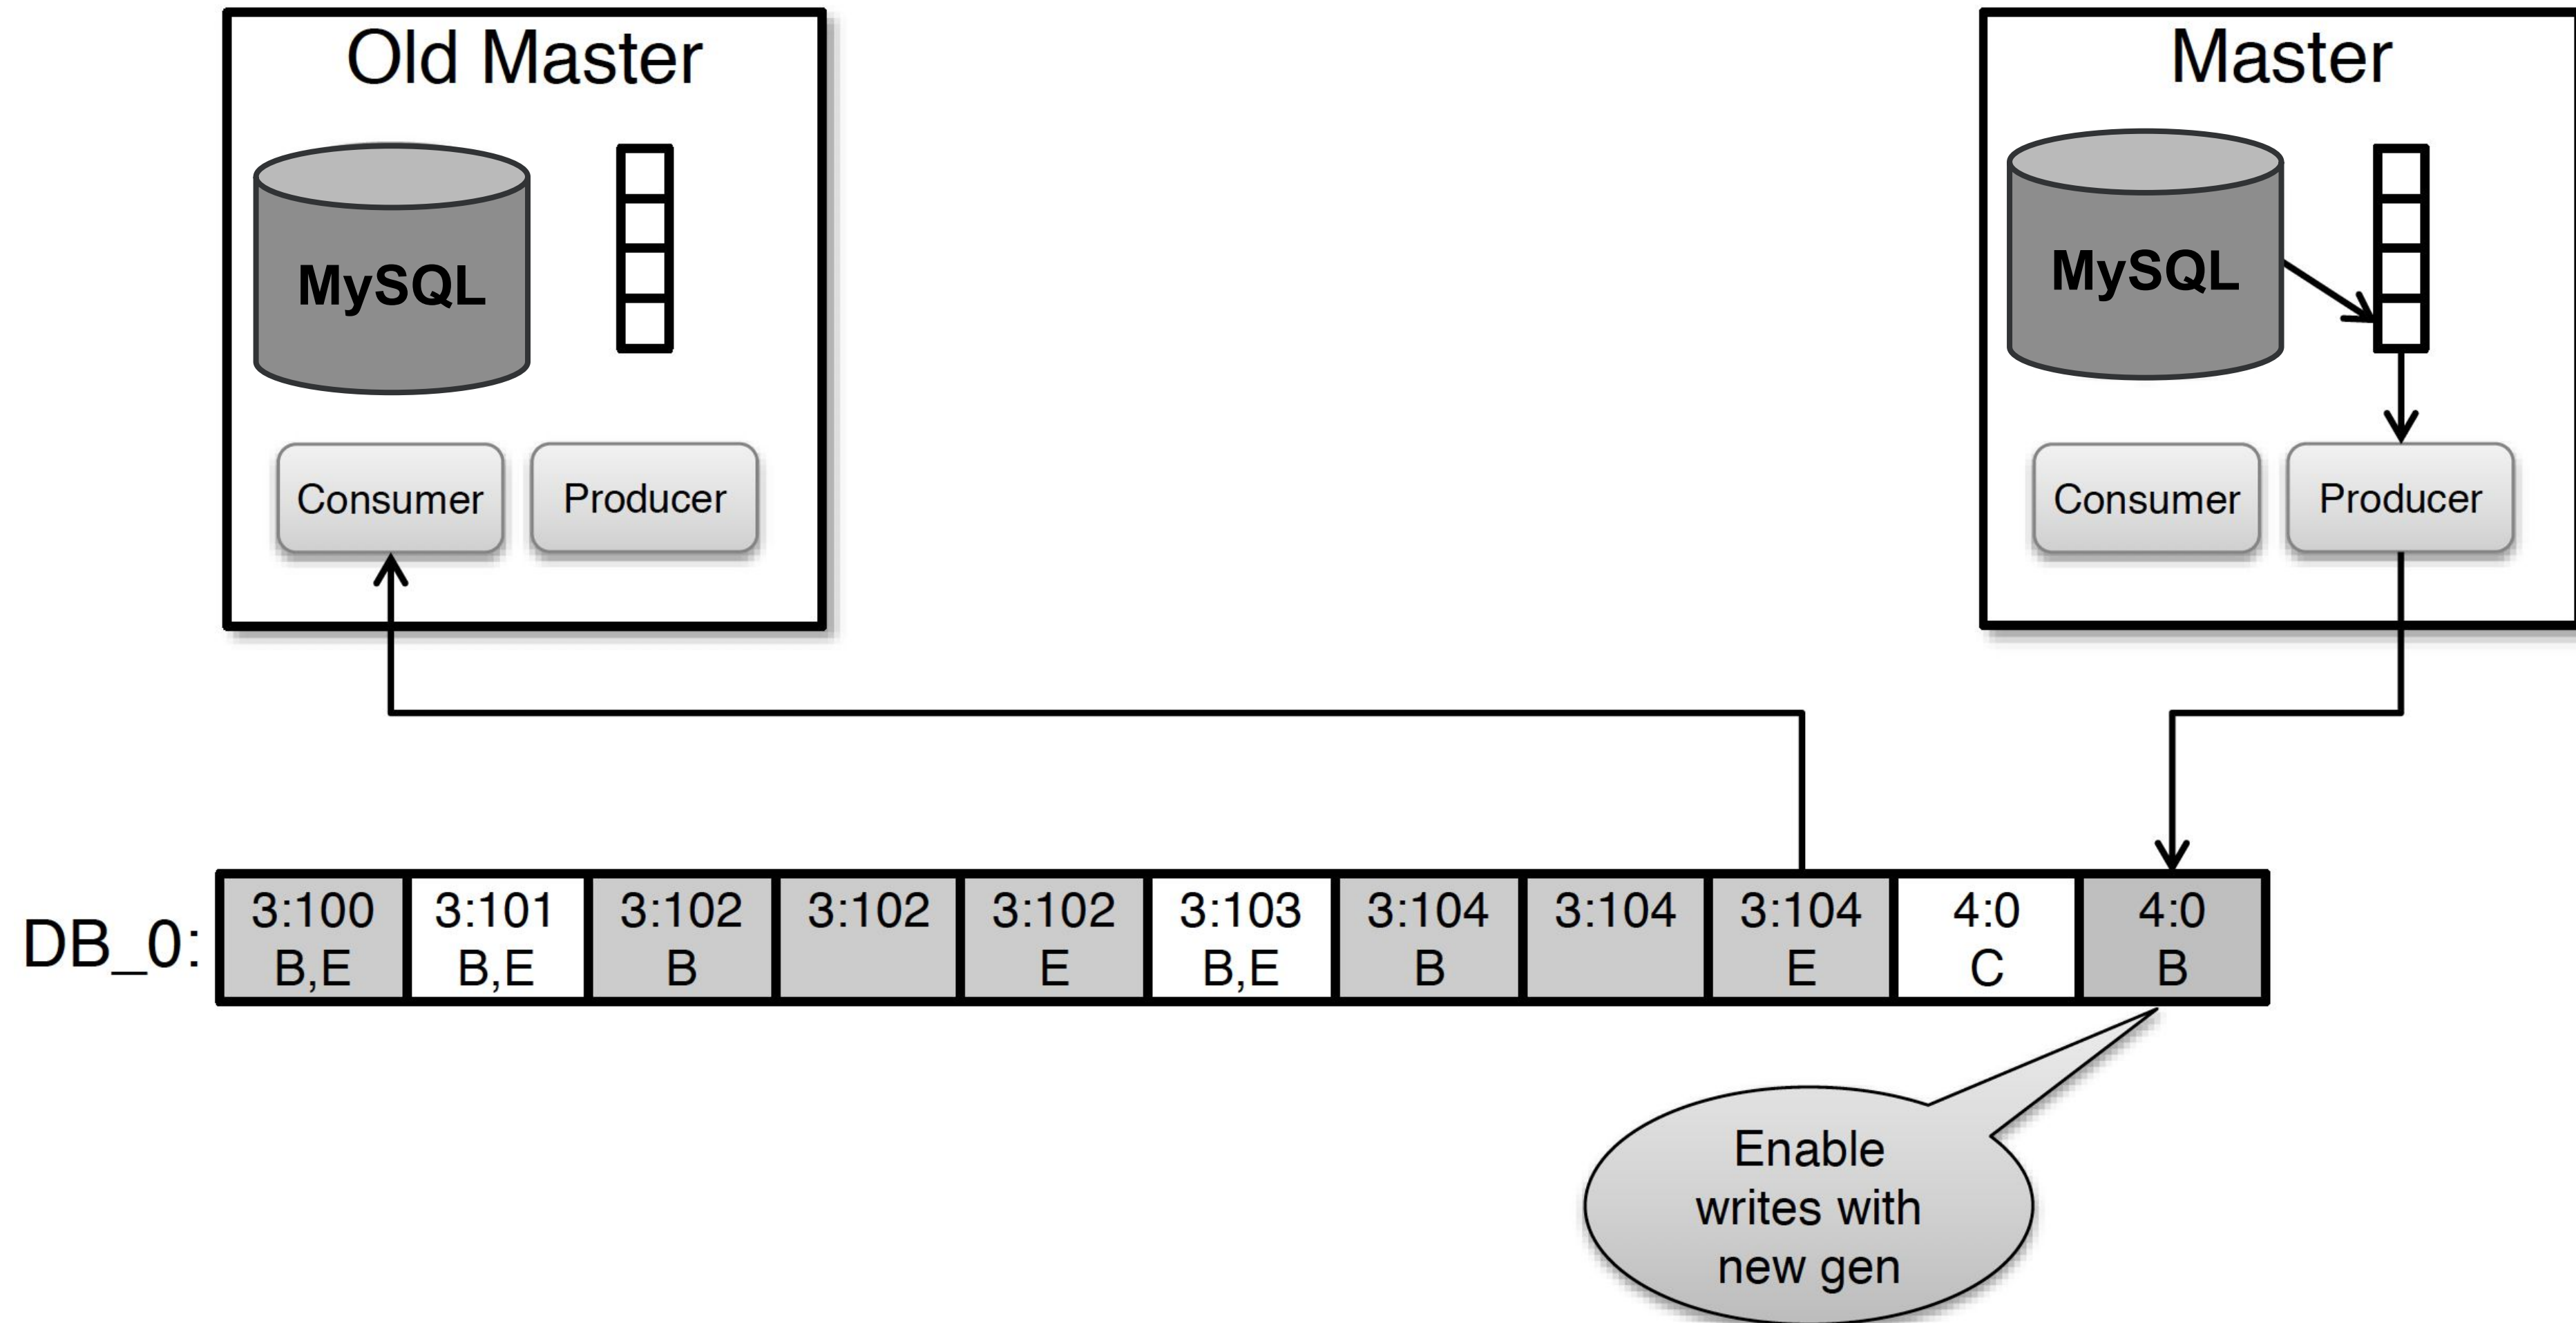 Old Master
MySQL
Consumer
Producer
Master
MySQL
Consumer
Producer
DB_0:
3:100
B,E
3:101
B,E
3:102
B
3:102
3:102
E
3:103
B,E
3:104
B
3:104
3:104
E
4:0
C
4:0
B
Enable
writes with
new gen